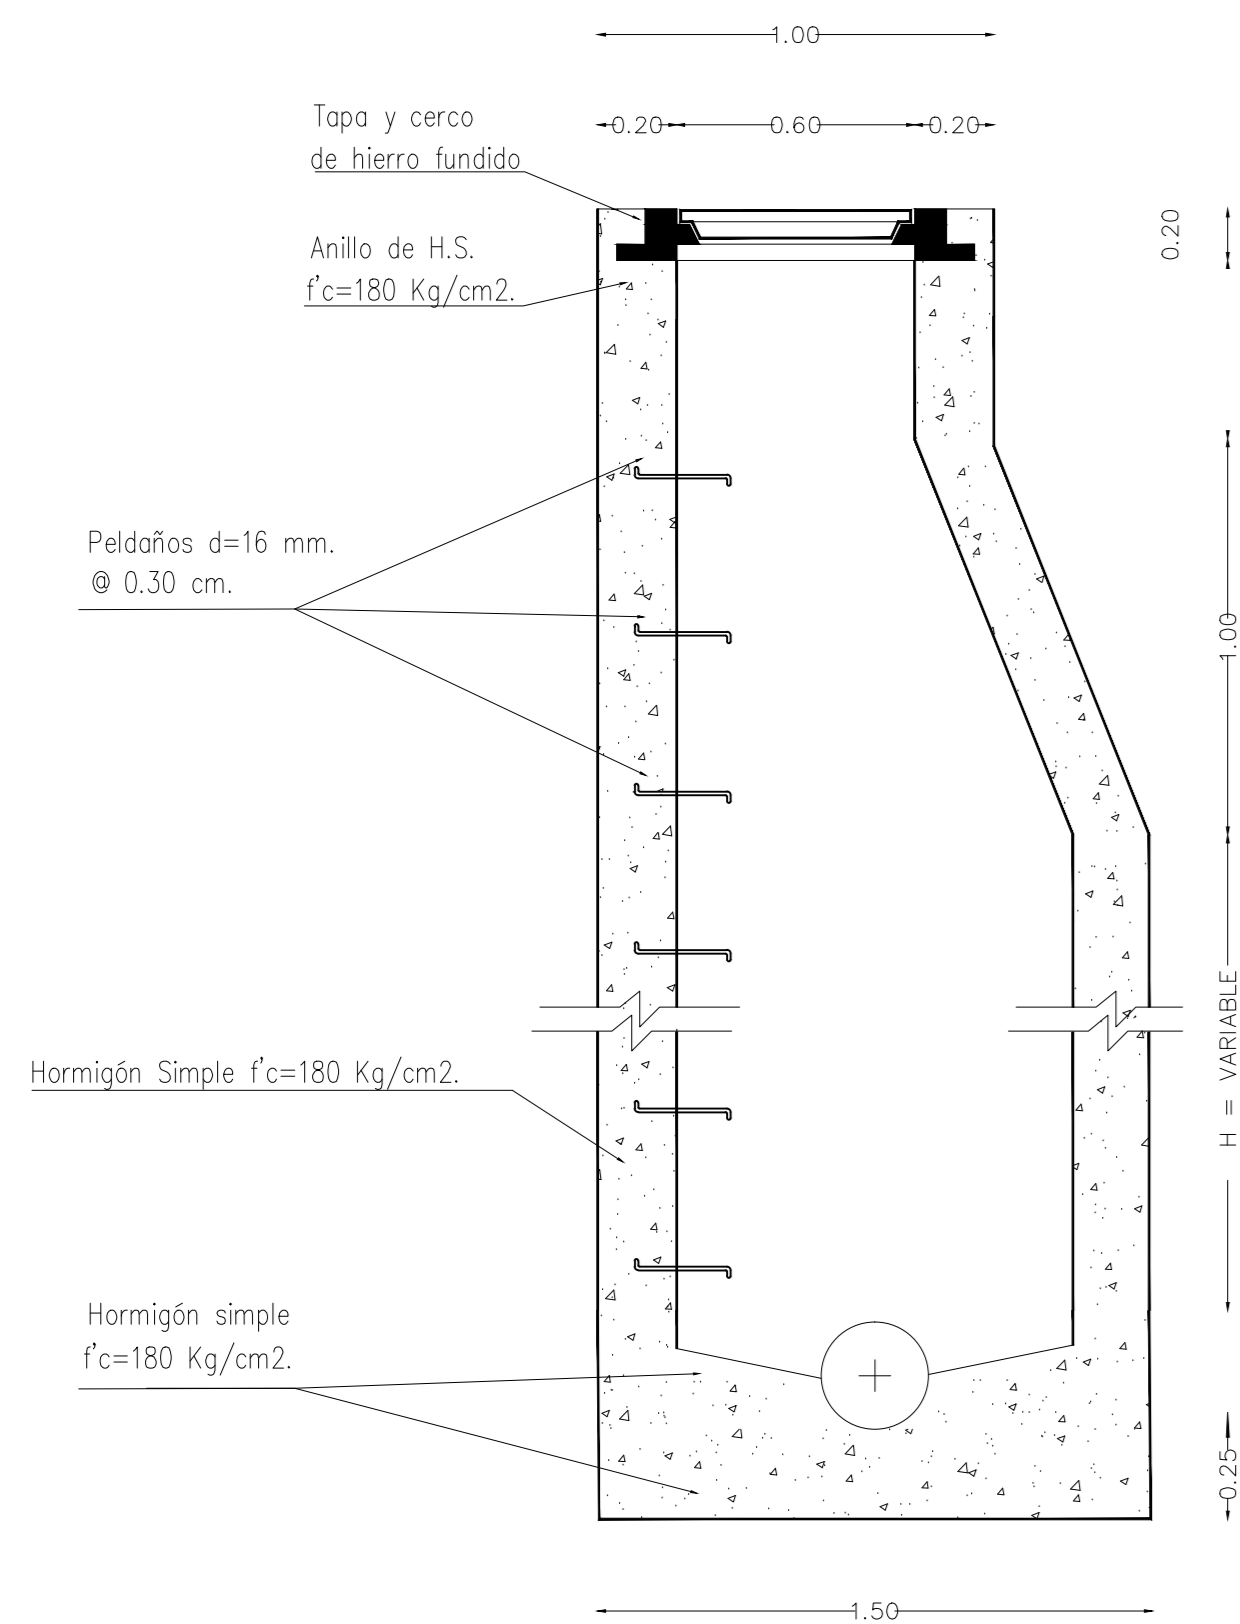 1.00
0.20
0.60
0.20
Tapa y cerco
de hierro fundido
0.20
Anillo de H.S.
f'c=180 Kg/cm2.
Peldaños d=16 mm.
@ 0.30 cm.
1.00
H = VARIABLE
Hormigón Simple f'c=180 Kg/cm2.
Hormigón simple
f'c=180 Kg/cm2.
0.25
1.50